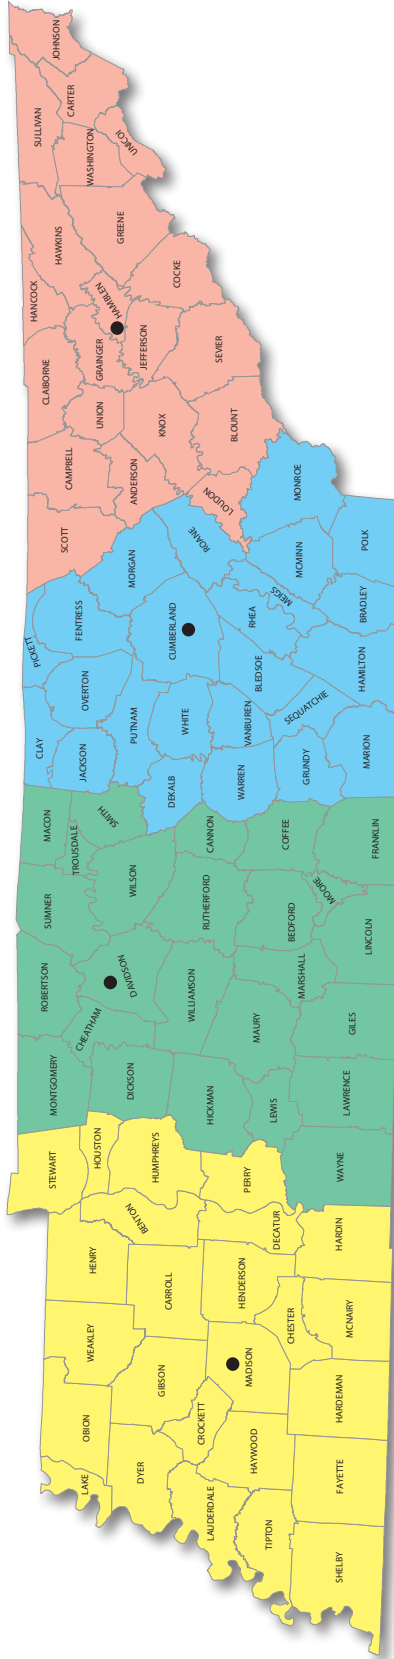 JOHNSON
CARTER
SULLIVAN
UNICOI
WASHINGTON
GREENE
HAWKINS
COCKE
HANCOCK
HAMBLEN
JEFFERSON
GRAINGER
SEVIER
CLAIBORNE
UNION
KNOX
BLOUNT
CAMPBELL
ANDERSON
LOUDON
SCOTT
MONROE
ROANE
POLK
MCMINN
MORGAN
MEIGS
BRADLEY
FENTRESS
CUMBERLAND
RHEA
PICKETT
BLEDSOE
HAMILTON
OVERTON
SEQUATCHIE
PUTNAM
WHITE
VANBUREN
CLAY
JACKSON
MARION
GRUNDY
DEKALB
WARREN
MACON
SMITH
TROUSDALE
CANNON
COFFEE
FRANKLIN
WILSON
RUTHERFORD
MOORE
SUMNER
BEDFORD
LINCOLN
ROBERTSON
DAVIDSON
WILLIAMSON
MARSHALL
CHEATHAM
MAURY
GILES
MONTGOMERY
DICKSON
HICKMAN
LEWIS
LAWRENCE
STEWART
HOUSTON
HUMPHREYS
PERRY
WAYNE
BENTON
DECATUR
HARDIN
HENRY
CARROLL
HENDERSON
CHESTER
MCNAIRY
WEAKLEY
GIBSON
MADISON
HARDEMAN
OBION
CROCKETT
HAYWOOD
LAKE
DYER
FAYETTE
LAUDERDALE
TIPTON
SHELBY